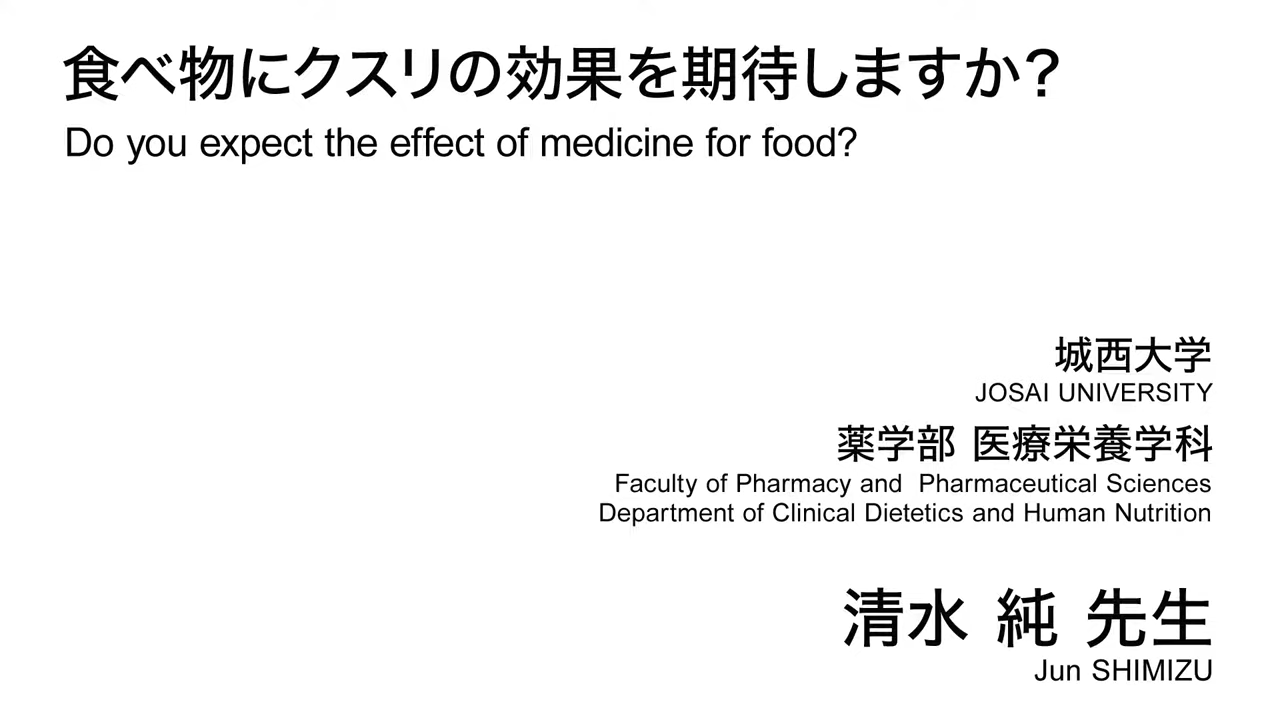 食べ物にクスリの効果を期待しますか？
Do you expect the effect of medicine for food?
城西大学
JOSAI UNIVERSITY
薬学部 医療栄養学科
Faculty of Pharmacy and Pharmaceutical Sciences
Department of Clinical Dietetics and Human Nutrition
清水 純 先生
Jun SHIMIZU